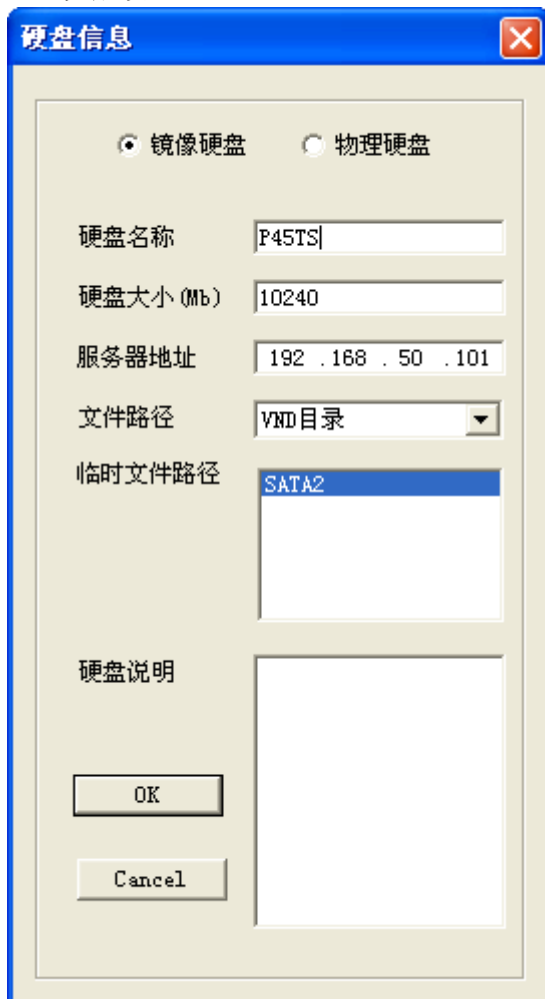 硬盘信息
镜像硬盘 物理硬盘
硬盘名称 P45TS
硬盘大小(Mb) 10240
服务器地址 192 .168 . 50 .101
文件路径 VND目录
临时文件路径 SATA2
硬盘说明
OK
Cancel